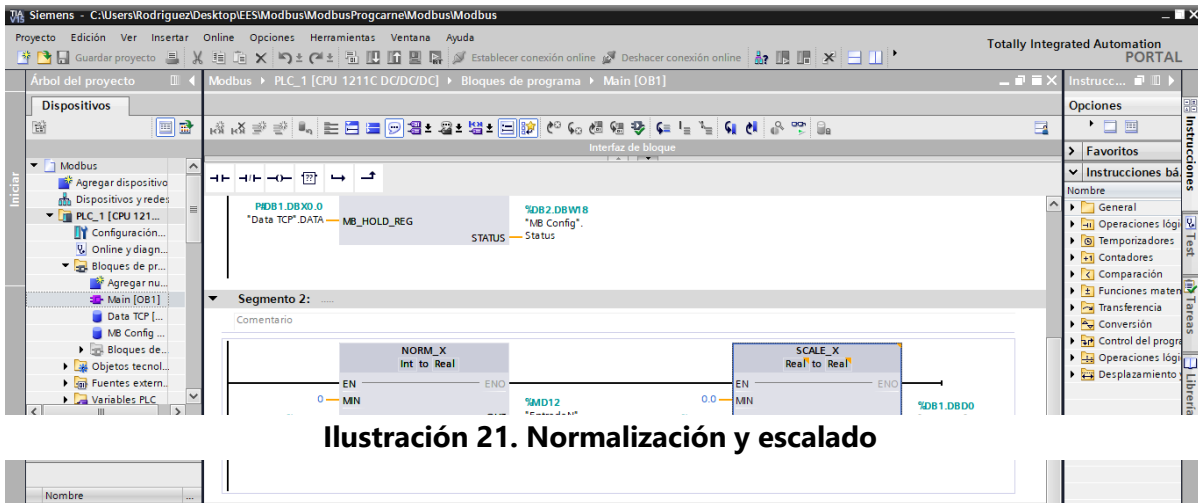 Siemens - C:\Users\Rodriguez\Desktop\EES\Modbus\ModbusProgcarne\Modbus\Modbus
Proyecto Edición Ver Insertar Online Opciones Herramientas Ventana Ayuda
Totally Integrated Automation
PORTAL
Guardar proyecto Establecer conexión online Deshacer conexión online
Árbol del proyecto
Modbus PLC_1 [CPU 1211C DC/DC/DC] Bloques de programa Main [OB1]
Instrucc...
Dispositivos
Opciones
Interfaz de bloque
Favoritos
Instrucciones bá
Nombre
General
Operaciones lógi
Temporizadores
Contadores
Comparación
Funciones maten
Transferencia
Conversión
Control del progra
Operaciones lógi
Desplazamiento y
Instrucciones
Test
Tareas
Librería
Iniciar
Modbus
Agregar dispositivo
Dispositivos y redes
PLC_1 [CPU 121...
Configuración...
Online y diagn...
Bloques de pr...
Agregar nu...
Main [OB1]
Data TCP [...
MB Config ...
Bloques de...
Objetos tecnol...
Fuentes extern...
Variables PLC
P#DB1.DBX0.0
"Data TCP".DATA
MB_HOLD_REG
STATUS
%DB2.DBW18
"MB Config".
Status
Segmento 2: .....
Comentario
NORM_X
Int to Real
EN ENO
0 MIN
%MD12
SCALE_X
Real to Real
EN ENO
0.0 MIN
%DB1.DBD0
Ilustración 21. Normalización y escalado
Nombre ...